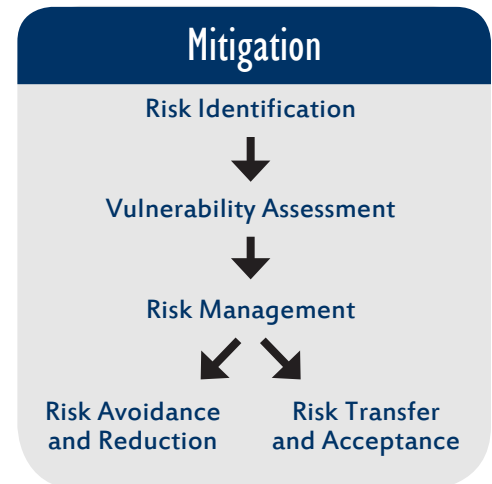 Mitigation
Risk Identification
Vulnerability Assessment
Risk Management
Risk Avoidance
and Reduction
Risk Transfer
and Acceptance